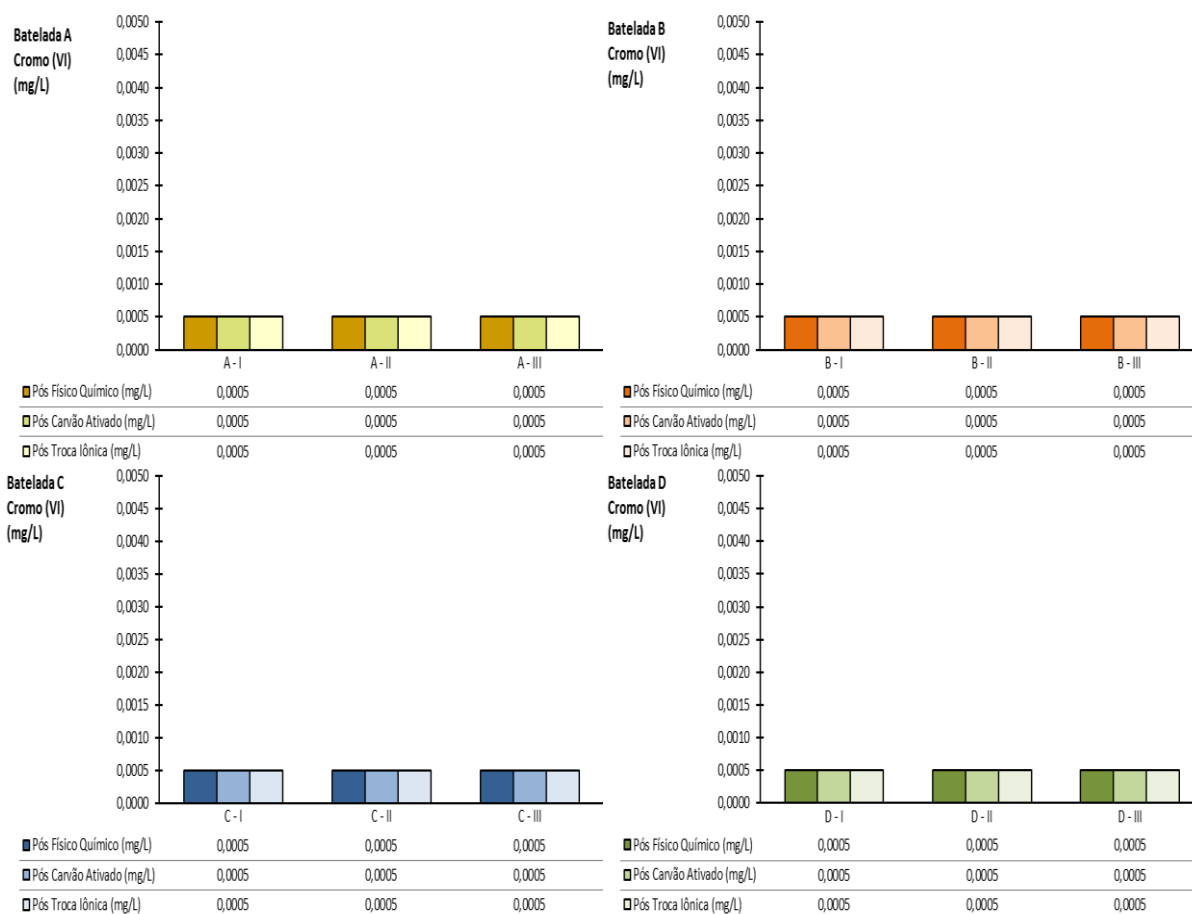 Batelada A
Cromo (VI)
(mg/L)
0,0050
0,0045
0,0040
0,0035
0,0030
0,0025
0,0020
0,0015
0,0010
0,0005
0,0000
A - I A - II A - III
Pós Físico Químico (mg/L) 0,0005 0,0005 0,0005
Pós Carvão Ativado (mg/L) 0,0005 0,0005 0,0005
Pós Troca Iônica (mg/L) 0,0005 0,0005 0,0005
Batelada B
Cromo (VI)
(mg/L)
0,0050
0,0045
0,0040
0,0035
0,0030
0,0025
0,0020
0,0015
0,0010
0,0005
0,0000
B - I B - II B - III
Pós Físico Químico (mg/L) 0,0005 0,0005 0,0005
Pós Carvão Ativado (mg/L) 0,0005 0,0005 0,0005
Pós Troca Iônica (mg/L) 0,0005 0,0005 0,0005
Batelada C
Cromo (VI)
(mg/L)
0,0050
0,0045
0,0040
0,0035
0,0030
0,0025
0,0020
0,0015
0,0010
0,0005
0,0000
C - I C - II C - III
Pós Físico Químico (mg/L) 0,0005 0,0005 0,0005
Pós Carvão Ativado (mg/L) 0,0005 0,0005 0,0005
Pós Troca Iônica (mg/L) 0,0005 0,0005 0,0005
Batelada D
Cromo (VI)
(mg/L)
0,0050
0,0045
0,0040
0,0035
0,0030
0,0025
0,0020
0,0015
0,0010
0,0005
0,0000
D - I D - II D - III
Pós Físico Químico (mg/L) 0,0005 0,0005 0,0005
Pós Carvão Ativado (mg/L) 0,0005 0,0005 0,0005
Pós Troca Iônica (mg/L) 0,0005 0,0005 0,0005